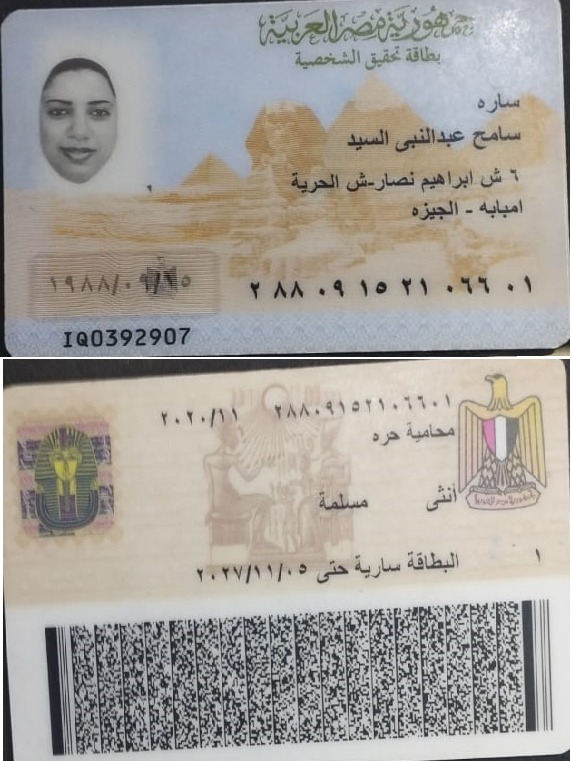 جمهورية مصر العربية
بطاقة تحقيق الشخصية
ساره
سامح عبدالنبى السيد
٦ ش ابراهيم نصار-ش الحرية
امبابه - الجيزه
١٩٨٨/٠٩/١٥
٢ ٨٨ ٠٩ ١٥ ٢١ ٠٦٦ ٠١
IQ0392907
٢٨٨٠٩١٥٢١٠٦٦٠١ ٢٠٢٠/١١
محامية حره
أنثى مسلمة
١ البطاقة سارية حتى ٢٠٢٧/١١/٠٥